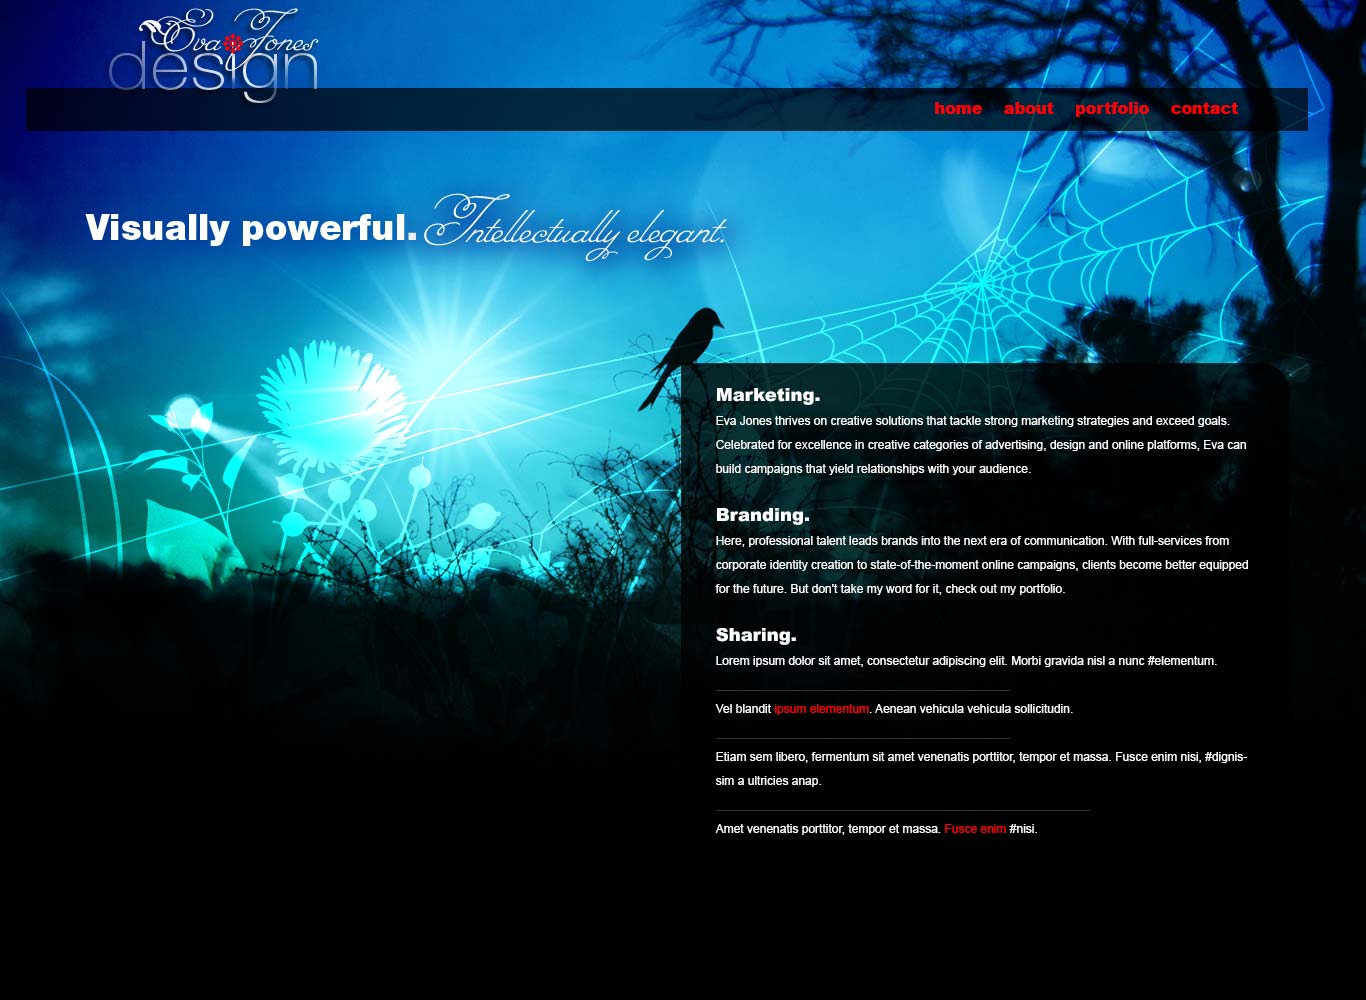 Eva Jones
design
home about portfolio contact
Visually powerful. Intellectually elegant.
Marketing.
Eva Jones thrives on creative solutions that tackle strong marketing strategies and exceed goals.
Celebrated for excellence in creative categories of advertising, design and online platforms, Eva can
build campaigns that yield relationships with your audience.
Branding.
Here, professional talent leads brands into the next era of communication. With full-services from
corporate identity creation to state-of-the-moment online campaigns, clients become better equipped
for the future. But don't take my word for it, check out my portfolio.
Sharing.
Lorem ipsum dolor sit amet, consectetur adipiscing elit. Morbi gravida nisl a nunc #elementum.
Vel blandit ipsum elementum. Aenean vehicula vehicula sollicitudin.
Etiam sem libero, fermentum sit amet venenatis porttitor, tempor et massa. Fusce enim nisi, #dignis-
sim a ultricies anap.
Amet venenatis porttitor, tempor et massa. Fusce enim #nisi.